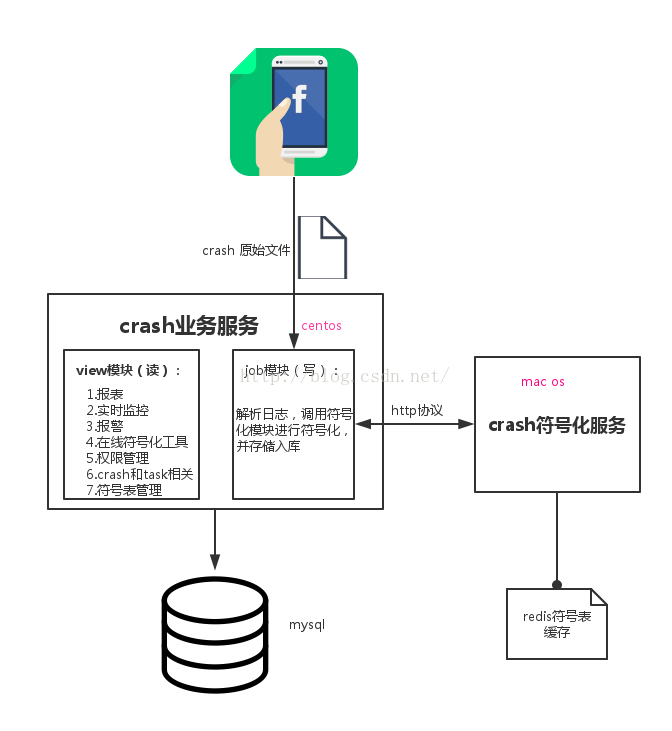 f
crash 原始文件
crash业务服务
centos
view模块（读）：
1.报表
2.实时监控
3.报警
4.在线符号化工具
5.权限管理
6.crash和task相关
7.符号表管理
job模块（写）：
http://blog.csdn.net/
解析日志，调用符号
化模块进行符号化，
并存储入库
http协议
mac os
crash符号化服务
mysql
redis符号表
缓存